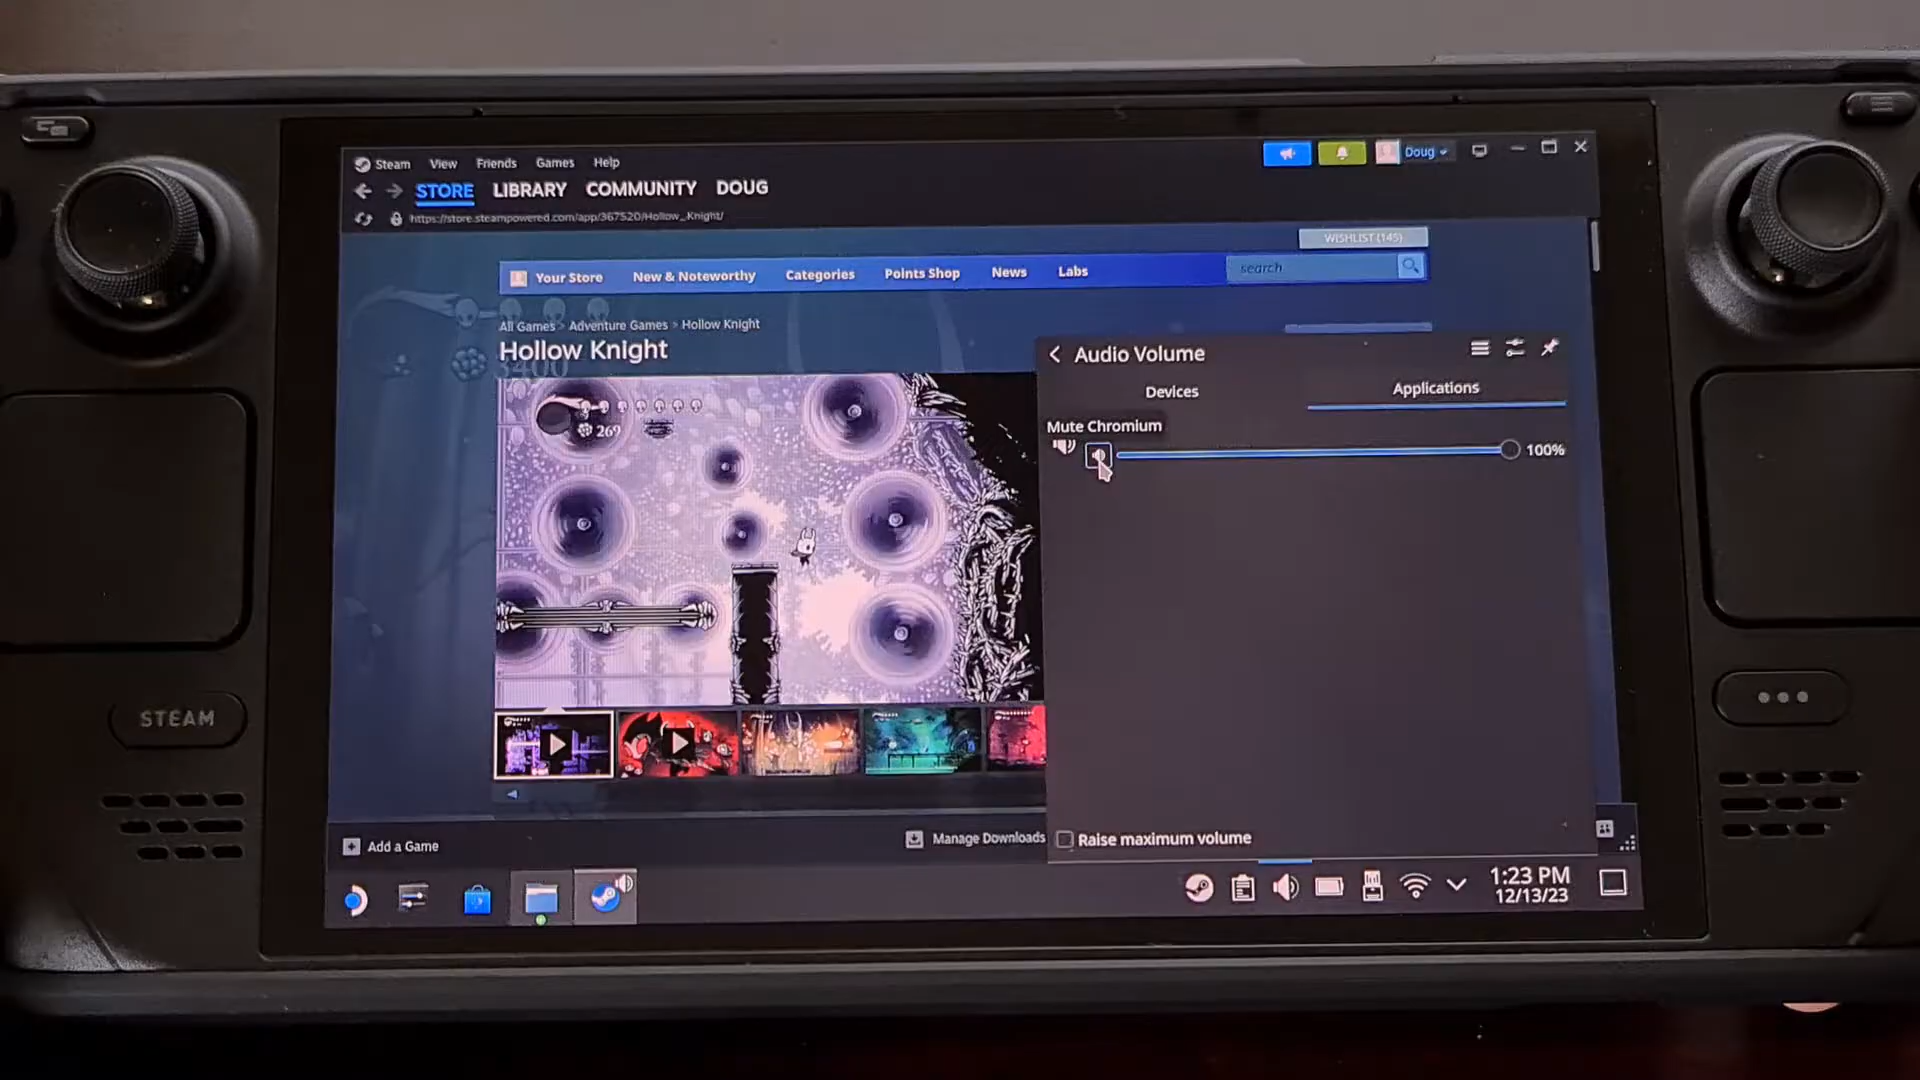 Steam View Friends Games Help
Doug
STORE LIBRARY COMMUNITY DOUG
https://store.steampowered.com/app/367520/Hollow_Knight/
WISHLIST (145)
Your Store New & Noteworthy Categories Points Shop News Labs
search
All Games > Adventure Games > Hollow Knight
Hollow Knight
3400
269
Audio Volume
Devices Applications
Mute Chromium
100%
Raise maximum volume
Add a Game
Manage Downloads
STEAM
1:23 PM
12/13/23